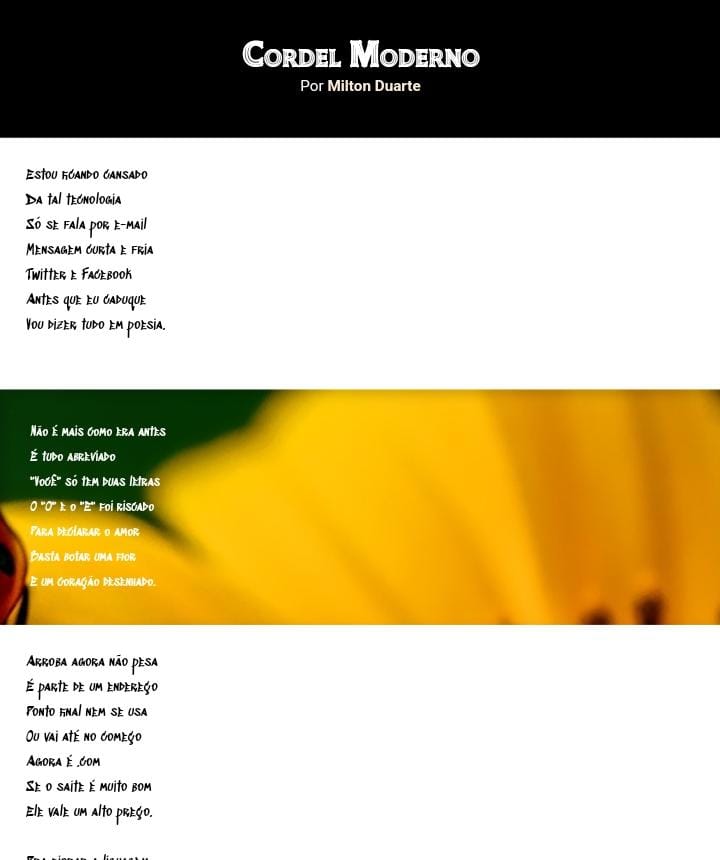 Cordel Moderno
Por Milton Duarte
Estou ficando cansado
Da tal tecnologia
Só se fala por e-mail
Mensagem curta e fria
Twitter e Facebook
Antes que eu caduque
Vou dizer tudo em poesia.
Não é mais como era antes
É tudo abreviado
"Você" só tem duas letras
O "O" e o "E" foi riscado
Para declarar o amor
Basta botar uma flor
E um coração desenhado.
Arroba agora não pesa
É parte de um endereço
Ponto final nem se usa
Ou vai até no começo
Agora é .com
Se o saite é muito bom
Ele vale um alto preço.